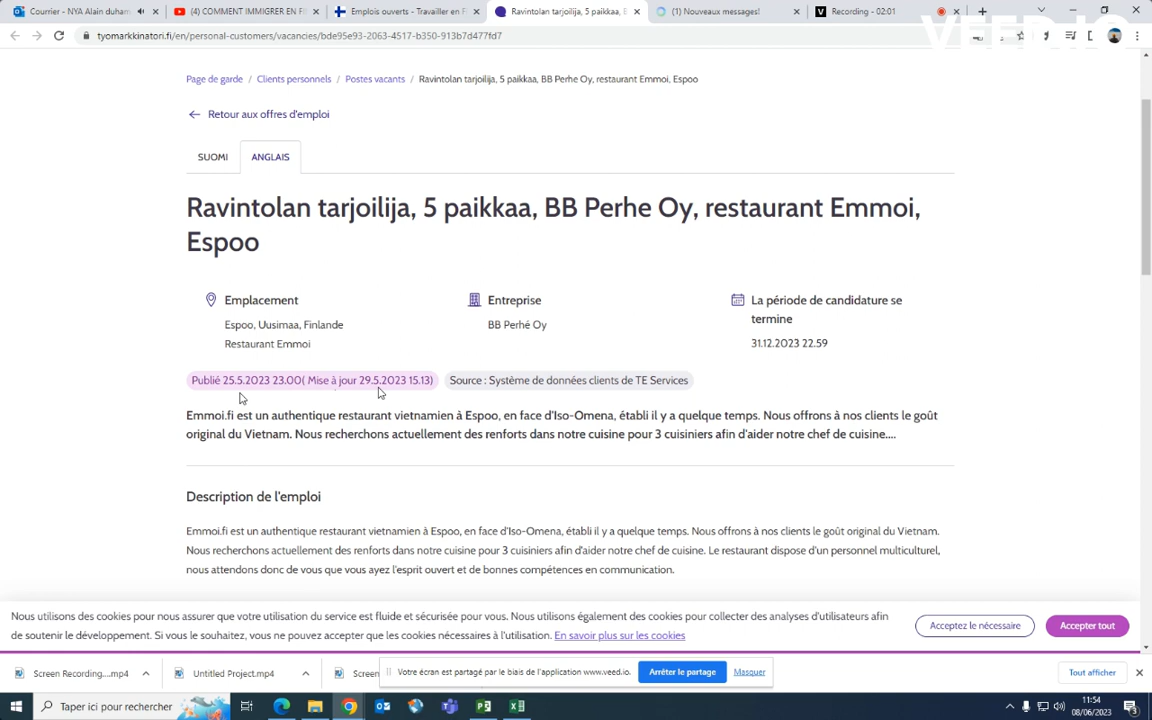 Courrier - NYA Alain duham
(4) COMMENT IMMIGRER EN FI
Emplois ouverts - Travailler en F
Ravintolan tarjoilija, 5 paikkaa, E
(1) Nouveaux messages!
Recording - 02:01
VEED.IO
tyomarkkinatori.fi/en/personal-customers/vacancies/bde95e93-2063-4517-b350-913b7d477fd7
Page de garde / Clients personnels / Postes vacants / Ravintolan tarjoilija, 5 paikkaa, BB Perhe Oy, restaurant Emmoi, Espoo
← Retour aux offres d'emploi
SUOMI
ANGLAIS
Ravintolan tarjoilija, 5 paikkaa, BB Perhe Oy, restaurant Emmoi,
Espoo
Emplacement
Espoo, Uusimaa, Finlande
Restaurant Emmoi
Entreprise
BB Perhé Oy
La période de candidature se
termine
31.12.2023 22.59
Publié 25.5.2023 23.00( Mise à jour 29.5.2023 15.13)
Source : Système de données clients de TE Services
Emmoi.fi est un authentique restaurant vietnamien à Espoo, en face d'Iso-Omena, établi il y a quelque temps. Nous offrons à nos clients le goût
original du Vietnam. Nous recherchons actuellement des renforts dans notre cuisine pour 3 cuisiniers afin d'aider notre chef de cuisine....
Description de l'emploi
Emmoi.fi est un authentique restaurant vietnamien à Espoo, en face d'Iso-Omena, établi il y a quelque temps. Nous offrons à nos clients le goût original du Vietnam.
Nous recherchons actuellement des renforts dans notre cuisine pour 3 cuisiniers afin d'aider notre chef de cuisine. Le restaurant dispose d'un personnel multiculturel,
nous attendons donc de vous que vous ayez l'esprit ouvert et de bonnes compétences en communication.
Nous utilisons des cookies pour nous assurer que votre utilisation du service est fluide et sécurisée pour vous. Nous utilisons également des cookies pour collecter des analyses d'utilisateurs afin
de soutenir le développement. Si vous le souhaitez, vous ne pouvez accepter que les cookies nécessaires à l'utilisation. En savoir plus sur les cookies
Acceptez le nécessaire
Accepter tout
Screen Recording....mp4
Untitled Project.mp4
Screen
Votre écran est partagé par le biais de l'application www.veed.io.
Arrêter le partage
Masquer
Tout afficher
Taper ici pour rechercher
11:54
08/06/2023
3